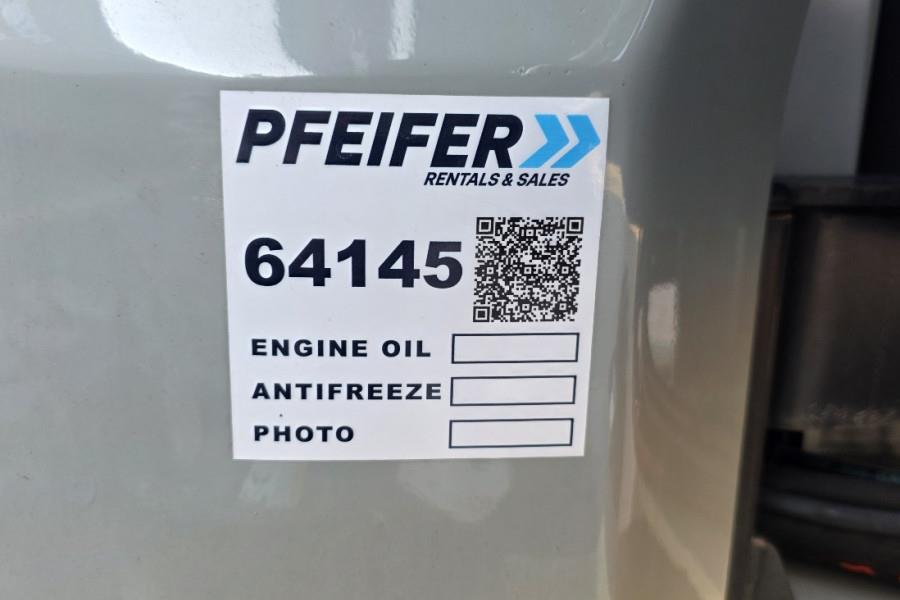 PFEIFER
RENTALS & SALES
64145
ENGINE OIL
ANTIFREEZE
PHOTO